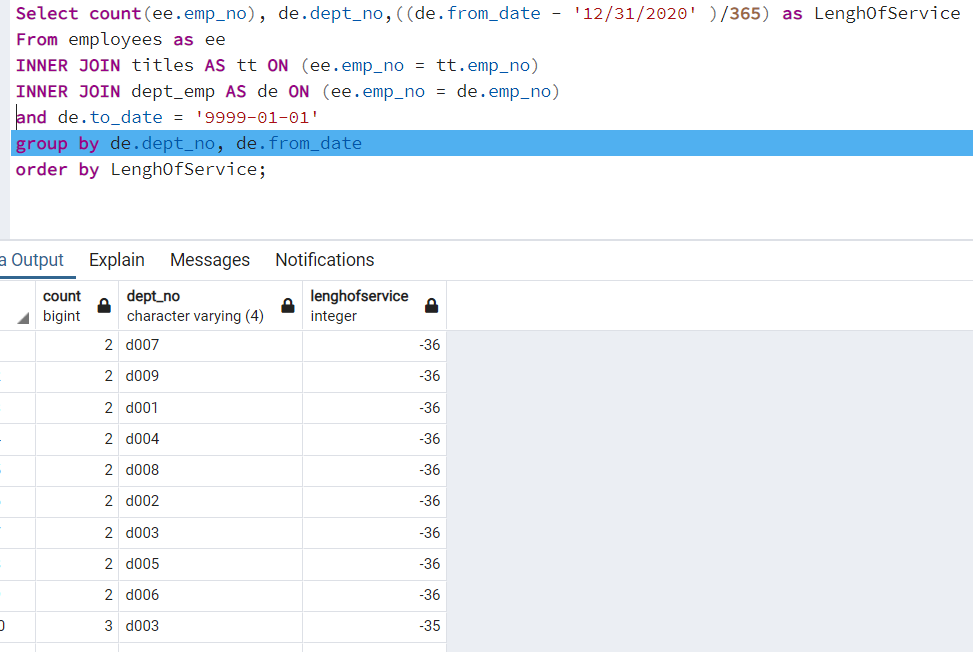 Select count(ee.emp_no), de.dept_no,((de.from_date - '12/31/2020' )/365) as LenghOfService
From employees as ee
INNER JOIN titles AS tt ON (ee.emp_no = tt.emp_no)
INNER JOIN dept_emp AS de ON (ee.emp_no = de.emp_no)
and de.to_date = '9999-01-01'
group by de.dept_no, de.from_date
order by LenghOfService;
a Output Explain Messages Notifications
count dept_no lenghofservice
bigint character varying (4) integer
2 d007 -36
2 d009 -36
2 d001 -36
2 d004 -36
2 d008 -36
2 d002 -36
2 d003 -36
2 d005 -36
2 d006 -36
0 3 d003 -35